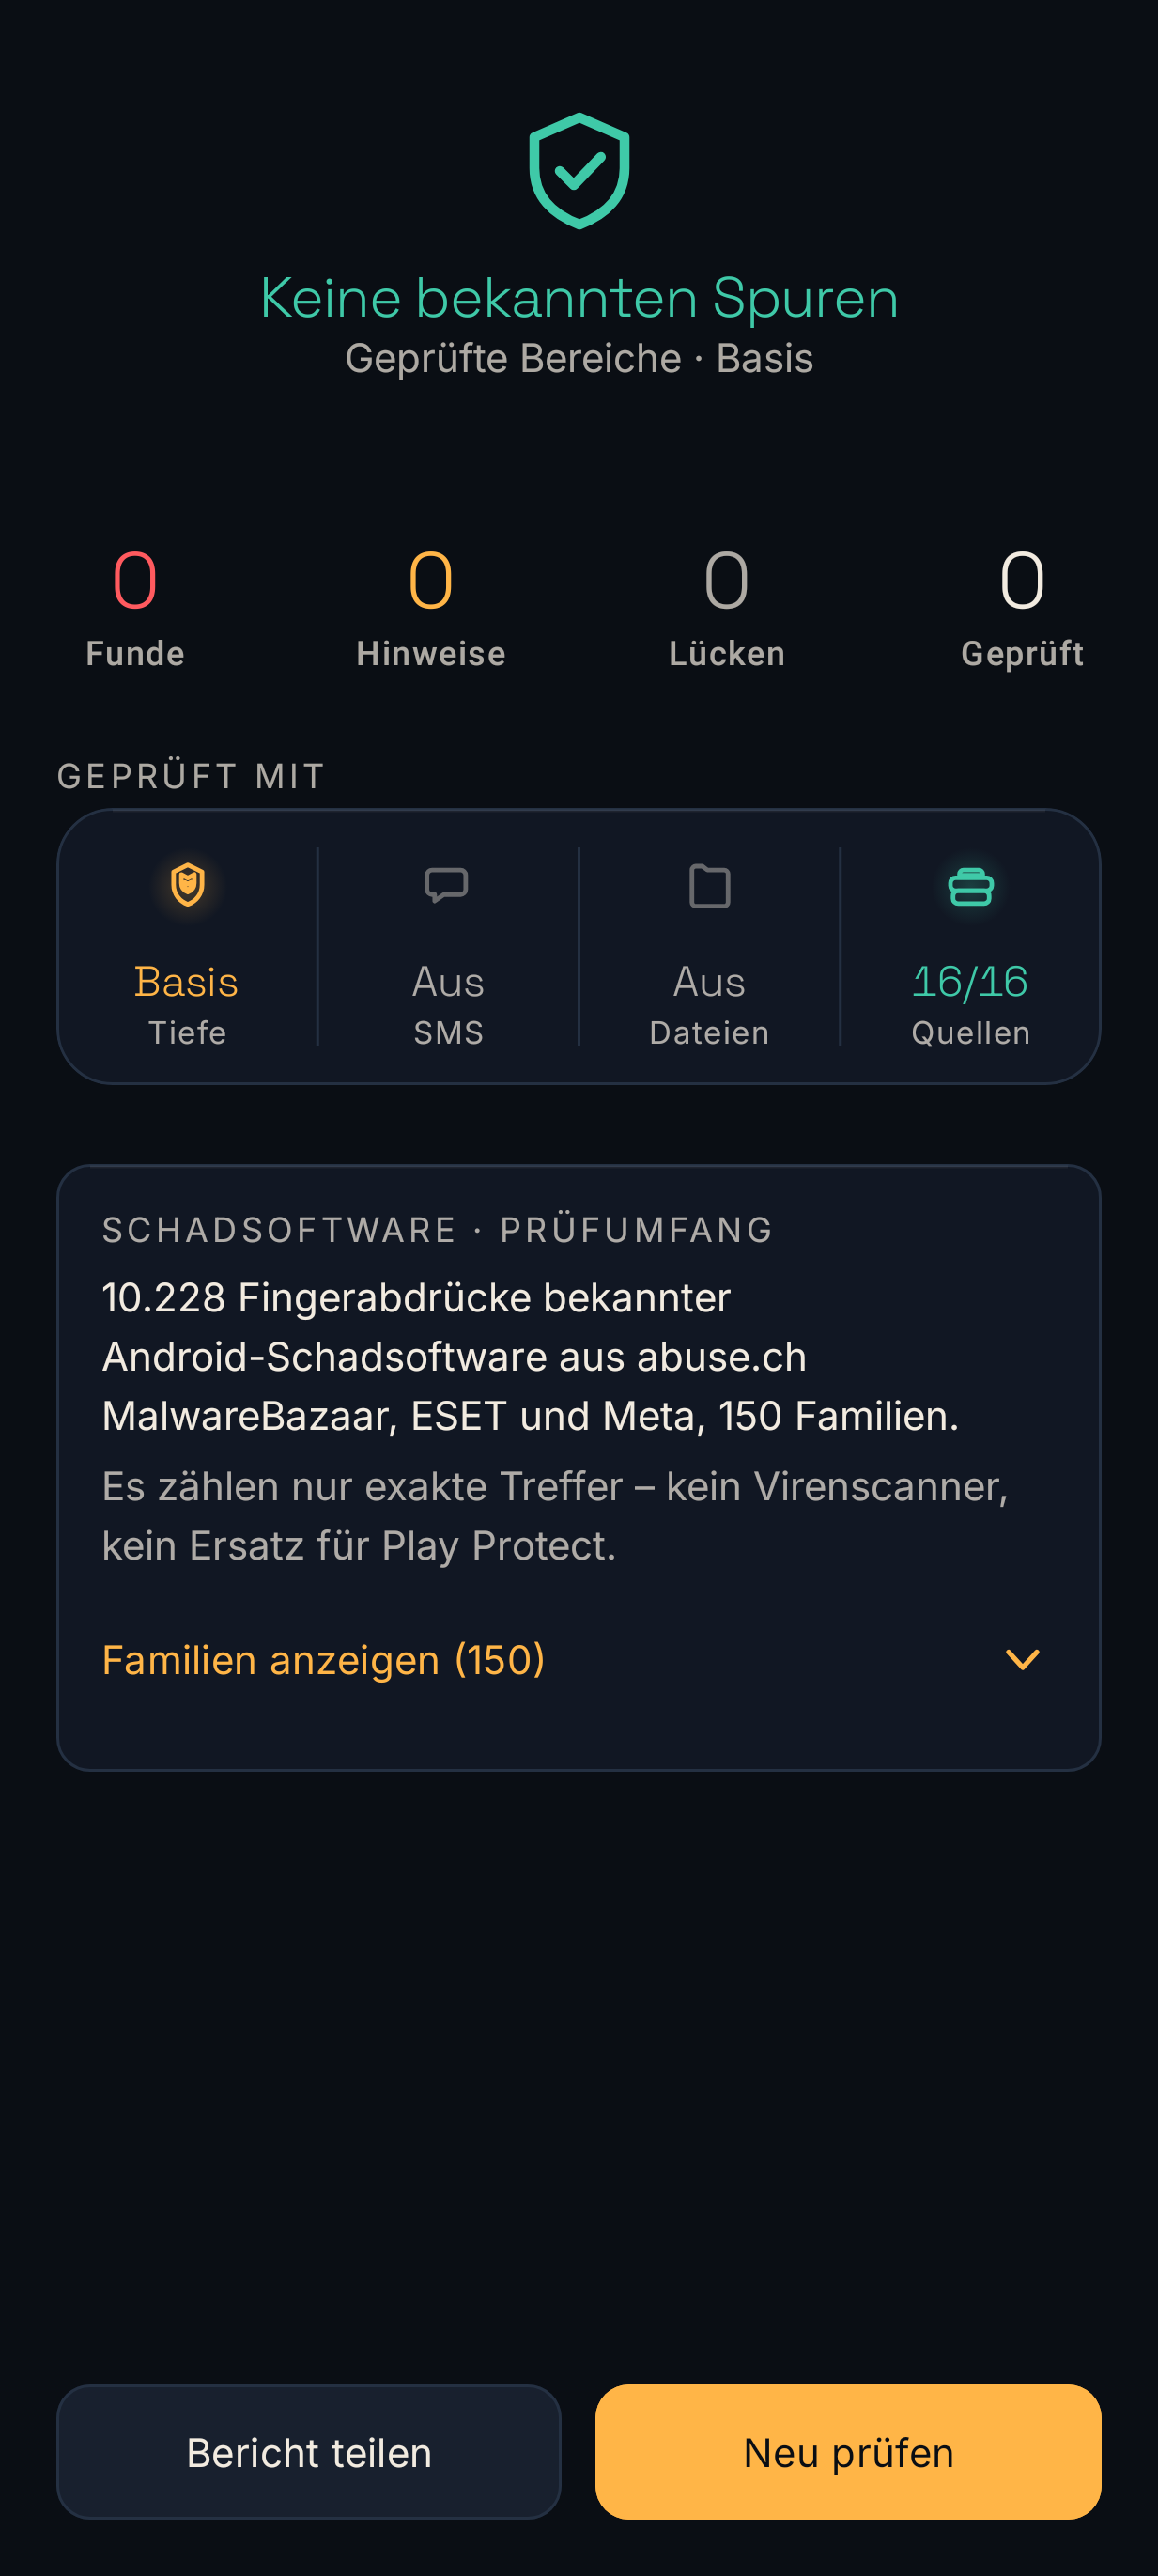 Keine bekannten Spuren
Geprüfte Bereiche · Basis
0 0 0 0
Funde Hinweise Lücken Geprüft
GEPRÜFT MIT
Basis Aus Aus 16/16
Tiefe SMS Dateien Quellen
SCHADSOFTWARE · PRÜFUMFANG
10.228 Fingerabdrücke bekannter
Android-Schadsoftware aus abuse.ch
MalwareBazaar, ESET und Meta, 150 Familien.
Es zählen nur exakte Treffer – kein Virenscanner,
kein Ersatz für Play Protect.
Familien anzeigen (150)
Bericht teilen Neu prüfen